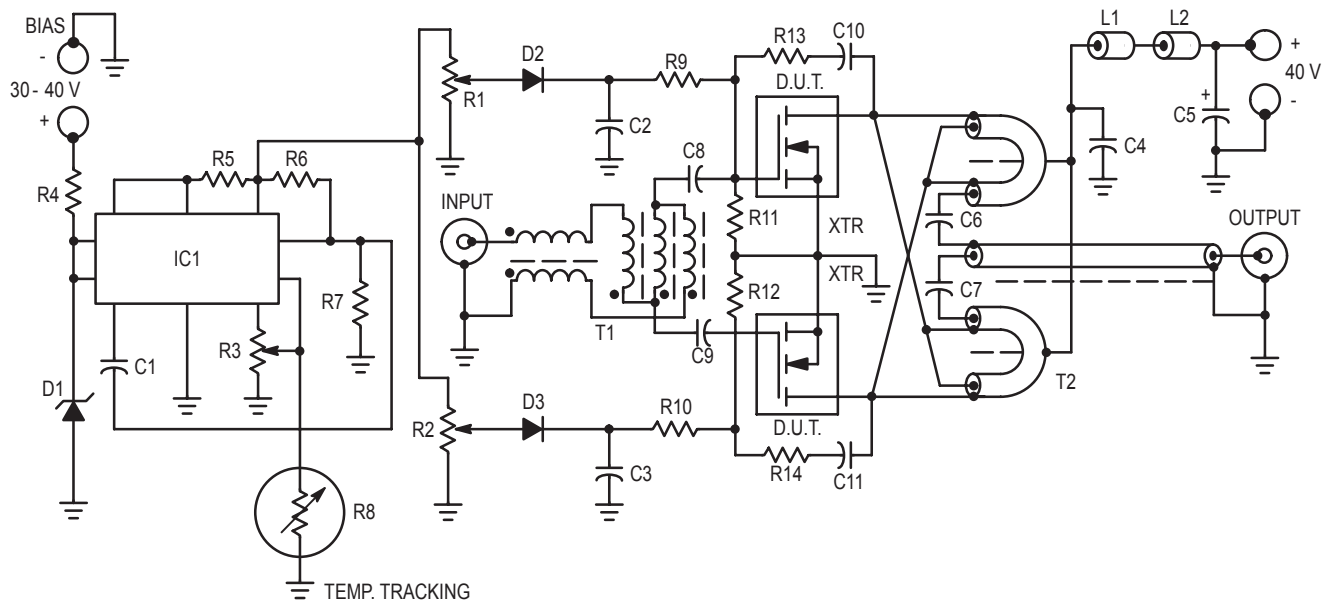 BIAS
-
30 - 40 V
+
R4
D1
R5
R6
IC1
R7
C1
R3
R8
TEMP. TRACKING
R1
D2
R9
C2
INPUT
C8
T1
C9
R2
D3
R10
C3
R13
C10
D.U.T.
R11
XTR
XTR
R12
D.U.T.
R14
C11
L1
L2
+
40 V
-
+
C5
C4
C6
C7
OUTPUT
T2